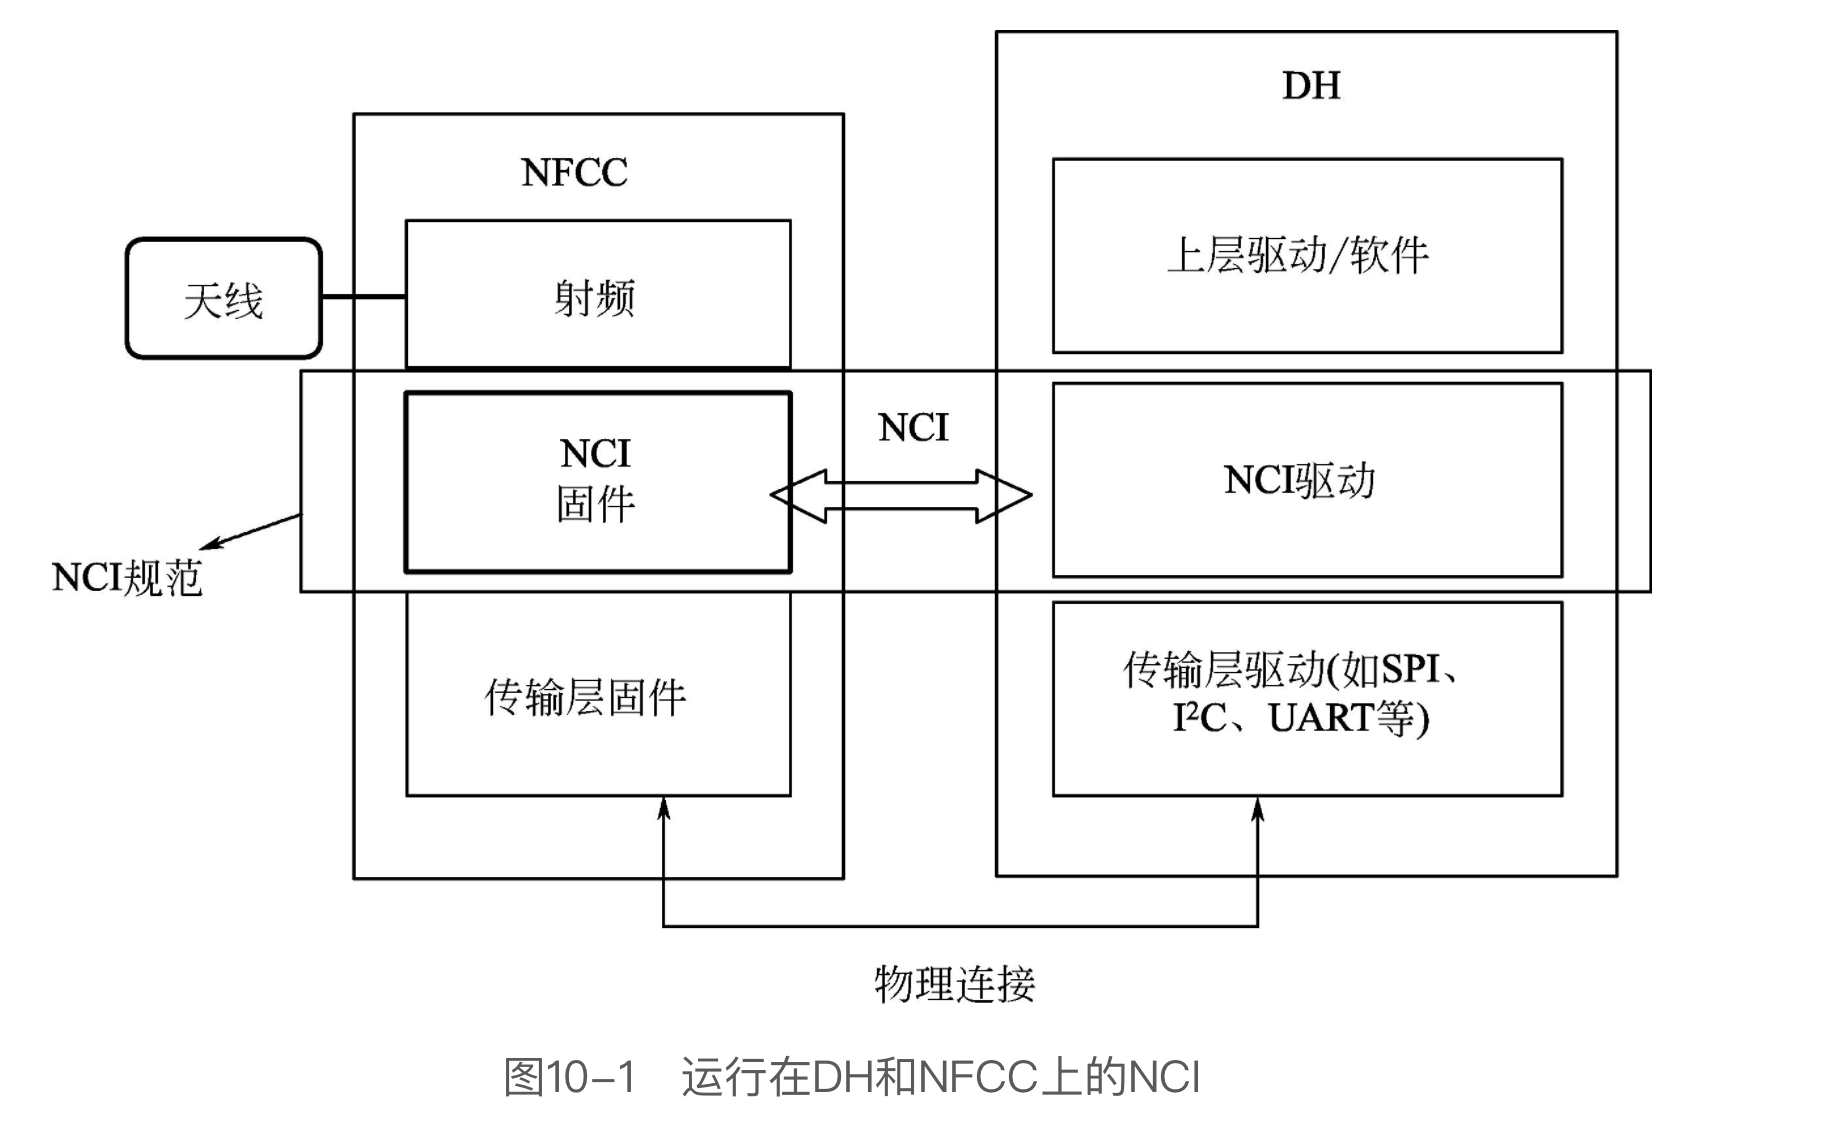 DH
NFCC
上层驱动/软件
天线
射频
NCI
NCI
固件
NCI驱动
NCI规范
传输层固件
传输层驱动(如SPI、
I²C、UART等)
物理连接
图10-1 运行在DH和NFCC上的NCI